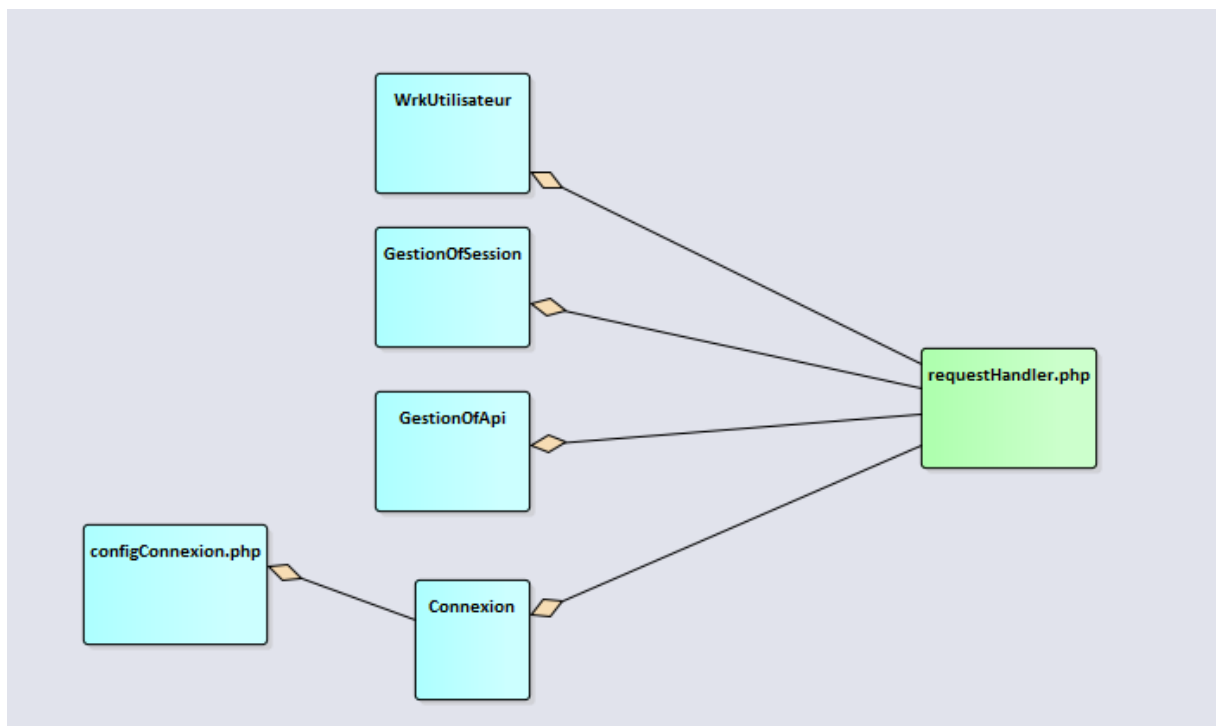 WrkUtilisateur
GestionOfSession
requestHandler.php
GestionOfApi
configConnexion.php
Connexion